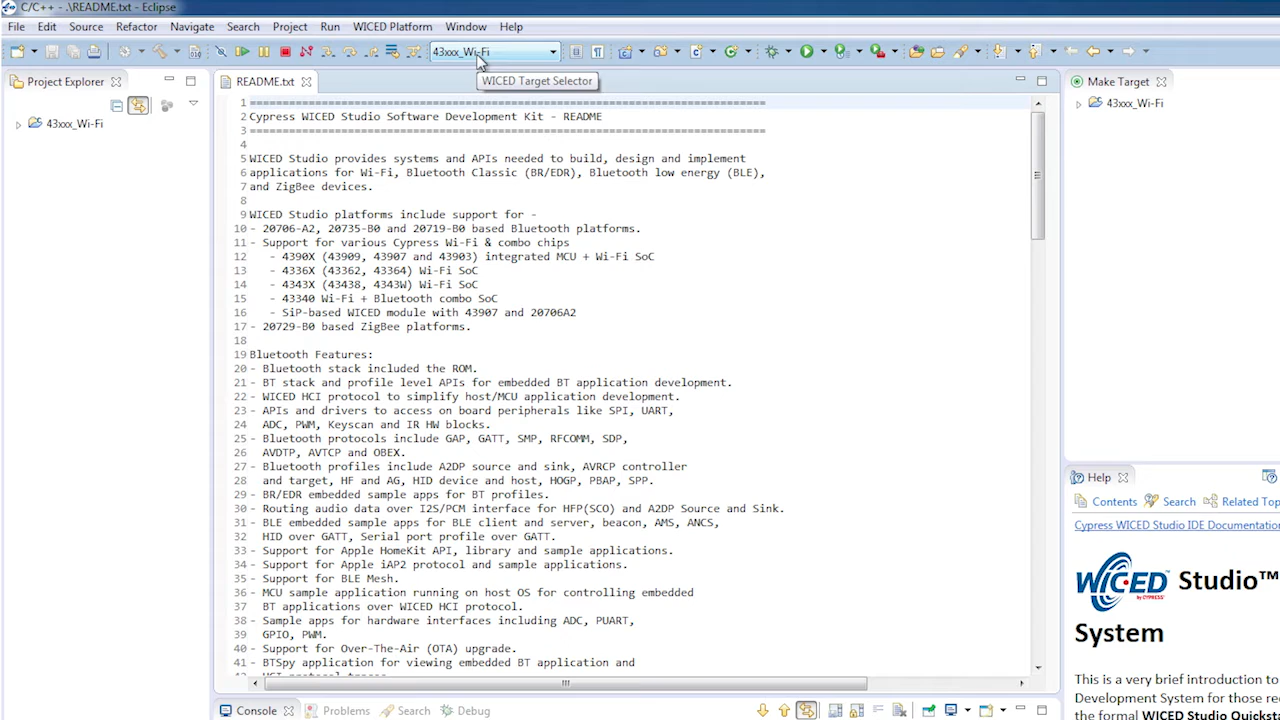 C/C++ - .\README.txt - Eclipse
File Edit Source Refactor Navigate Search Project Run WICED Platform Window Help
43xxx_Wi-Fi
WICED Target Selector
Project Explorer
43xxx_Wi-Fi
README.txt
1 ==============================================================================
2 Cypress WICED Studio Software Development Kit - README
3 ==============================================================================
4
5 WICED Studio provides systems and APIs needed to build, design and implement
6 applications for Wi-Fi, Bluetooth Classic (BR/EDR), Bluetooth low energy (BLE),
7 and ZigBee devices.
8
9 WICED Studio platforms include support for -
10 - 20706-A2, 20735-B0 and 20719-B0 based Bluetooth platforms.
11 - Support for various Cypress Wi-Fi & combo chips
12 - 4390X (43909, 43907 and 43903) integrated MCU + Wi-Fi SoC
13 - 4336X (43362, 43364) Wi-Fi SoC
14 - 4343X (43438, 4343W) Wi-Fi SoC
15 - 43340 Wi-Fi + Bluetooth combo SoC
16 - SiP-based WICED module with 43907 and 20706A2
17 - 20729-B0 based ZigBee platforms.
18
19 Bluetooth Features:
20 - Bluetooth stack included the ROM.
21 - BT stack and profile level APIs for embedded BT application development.
22 - WICED HCI protocol to simplify host/MCU application development.
23 - APIs and drivers to access on board peripherals like SPI, UART,
24 ADC, PWM, Keyscan and IR HW blocks.
25 - Bluetooth protocols include GAP, GATT, SMP, RFCOMM, SDP,
26 AVDTP, AVTCP and OBEX.
27 - Bluetooth profiles include A2DP source and sink, AVRCP controller
28 and target, HF and AG, HID device and host, HOGP, PBAP, SPP.
29 - BR/EDR embedded sample apps for BT profiles.
30 - Routing audio data over I2S/PCM interface for HFP(SCO) and A2DP Source and Sink.
31 - BLE embedded sample apps for BLE client and server, beacon, AMS, ANCS,
32 HID over GATT, Serial port profile over GATT.
33 - Support for Apple HomeKit API, library and sample applications.
34 - Support for Apple iAP2 protocol and sample applications.
35 - Support for BLE Mesh.
36 - MCU sample application running on host OS for controlling embedded
37 BT applications over WICED HCI protocol.
38 - Sample apps for hardware interfaces including ADC, PUART,
39 GPIO, PWM.
40 - Support for Over-The-Air (OTA) upgrade.
41 - BTSpy application for viewing embedded BT application and
Console Problems Search Debug
Make Target
43xxx_Wi-Fi
Help
Contents Search Related Top
Cypress WICED Studio IDE Documentation
WICED BY CYPRESS Studio™
System
This is a very brief introduction to
Development System for those re
the formal WICED Studio Quickst